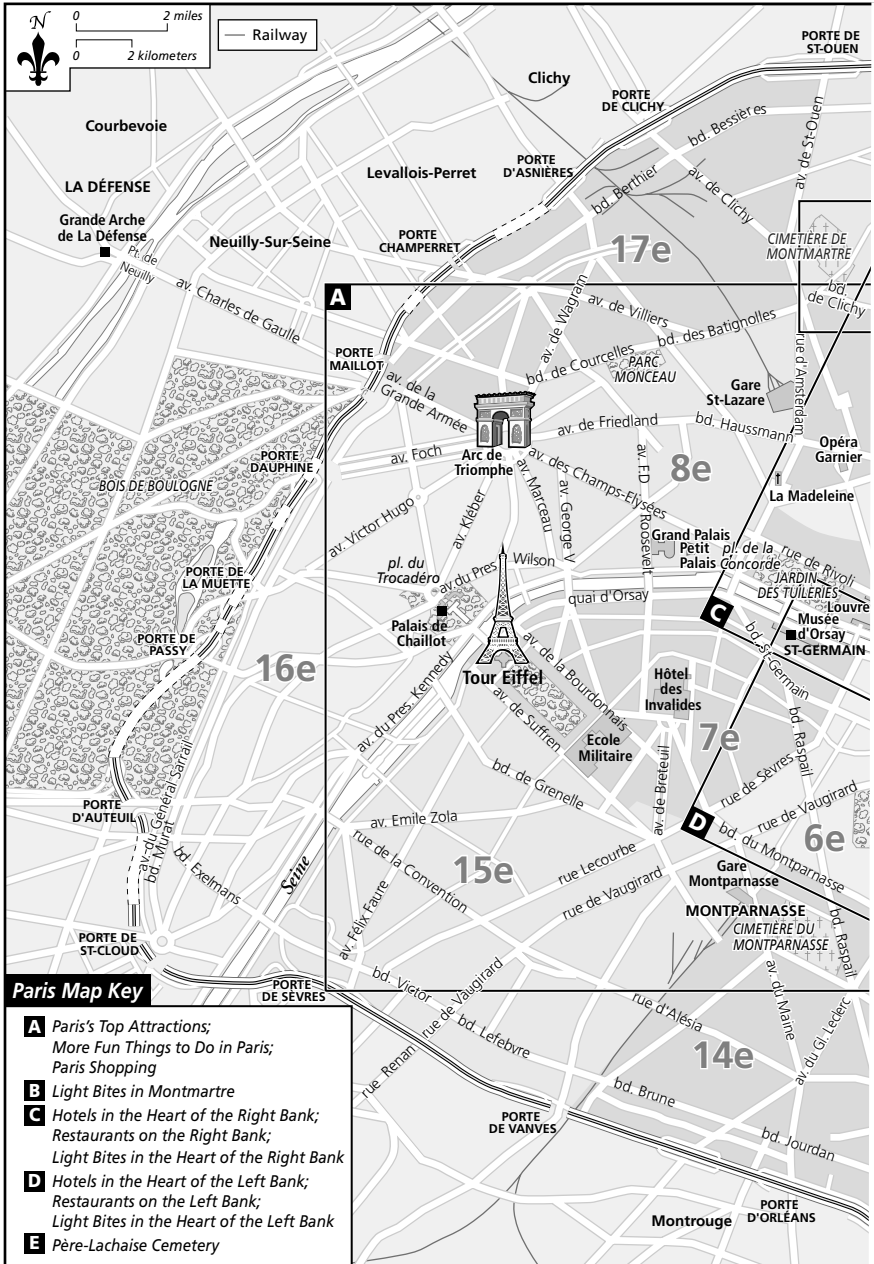 N
0 2 miles
0 2 kilometers
Railway
PORTE DE
ST-OUEN
Clichy
PORTE
DE CLICHY
bd. Bessières
Courbevoie
av. de St-Ouen
Levallois-Perret
PORTE
D'ASNIÈRES
bd. Berthier
av. de Clichy
LA DÉFENSE
Grande Arche
de La Défense
Pt. de
Neuilly
Neuilly-Sur-Seine
PORTE
CHAMPERRET
17e
CIMETIÈRE DE
MONTMARTRE
bd.
de Clichy
av. Charles de Gaulle
A
av. de Wagram
av. de Villiers
bd. des Batignolles
PORTE
MAILLOT
av. de la
Grande Armée
bd. de Courcelles
PARC
MONCEAU
rue d'Amsterdam
Gare
St-Lazare
av. de Friedland
bd. Haussmann
Arc de
Triomphe
av. Foch
Opéra
Garnier
PORTE
DAUPHINE
BOIS DE BOULOGNE
av. des Champs-Elysées
av. F.D Roosevelt
8e
La Madeleine
av. Victor Hugo
av. Kléber
av. Marceau
av. George V
Grand Palais
Petit
Palais
pl. de la
Concorde
rue de Rivoli
JARDIN
DES TUILERIES
pl. du
Trocadéro
av du Pres. Wilson
PORTE DE
LA MUETTE
quai d'Orsay
Louvre
C
Musée
d'Orsay
ST-GERMAIN
Palais de
Chaillot
PORTE DE
PASSY
16e
Tour Eiffel
av. de la Bourdonnais
Hôtel
des
Invalides
bd. St-Germain
av. du Pres. Kennedy
av. de Suffren
Ecole
Militaire
7e
bd. Raspail
av. de Breteuil
rue de Sèvres
bd. de Grenelle
rue de Vaugirard
PORTE
D'AUTEUIL
av. du Général Sarrail
bd. Murat
bd. Exelmans
av. Emile Zola
D
bd. du Montparnasse
6e
Seine
rue de la Convention
15e
rue Lecourbe
rue de Vaugirard
Gare
Montparnasse
MONTPARNASSE
CIMETIÈRE DU
MONTPARNASSE
bd. Raspail
av. Félix Faure
PORTE DE
ST-CLOUD
PORTE
DE SÈVRES
bd. Victor
rue de Vaugirard
bd. Lefebvre
rue d'Alésia
av. du Maine
av. du Gl. Leclerc
rue Renan
14e
bd. Brune
PORTE
DE VANVES
bd. Jourdan
Montrouge
PORTE
D'ORLÉANS
Paris Map Key
A Paris's Top Attractions;
More Fun Things to Do in Paris;
Paris Shopping
B Light Bites in Montmartre
C Hotels in the Heart of the Right Bank;
Restaurants on the Right Bank;
Light Bites in the Heart of the Right Bank
D Hotels in the Heart of the Left Bank;
Restaurants on the Left Bank;
Light Bites in the Heart of the Left Bank
E Père-Lachaise Cemetery